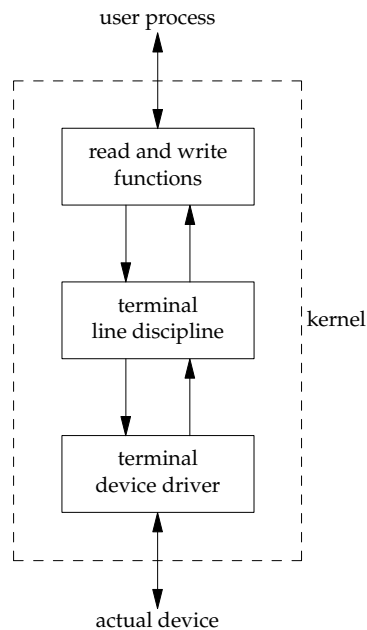 user process
read and write
functions
terminal
line discipline
kernel
terminal
device driver
actual device